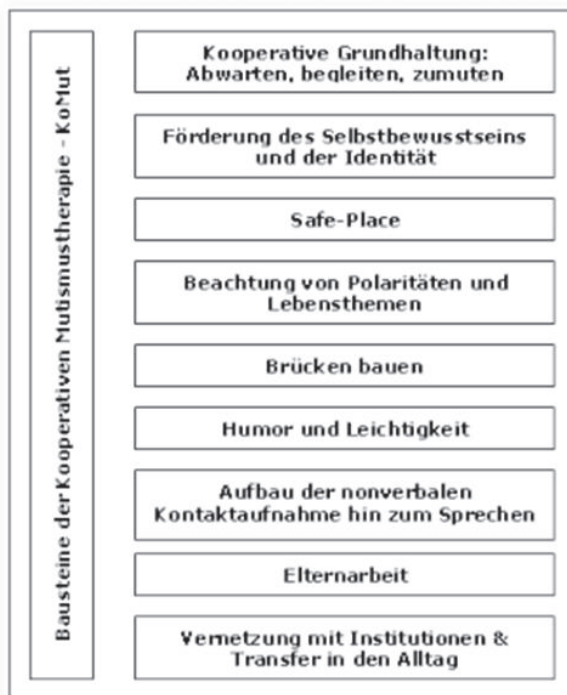 Bausteine der Kooperativen Mutismustherapie - KoMut
Kooperative Grundhaltung:
Abwarten, begleiten, zumuten
Förderung des Selbstbewusstseins
und der Identität
Safe-Place
Beachtung von Polaritäten und
Lebensthemen
Brücken bauen
Humor und Leichtigkeit
Aufbau der nonverbalen
Kontaktaufnahme hin zum Sprechen
Elternarbeit
Vernetzung mit Institutionen &
Transfer in den Alltag